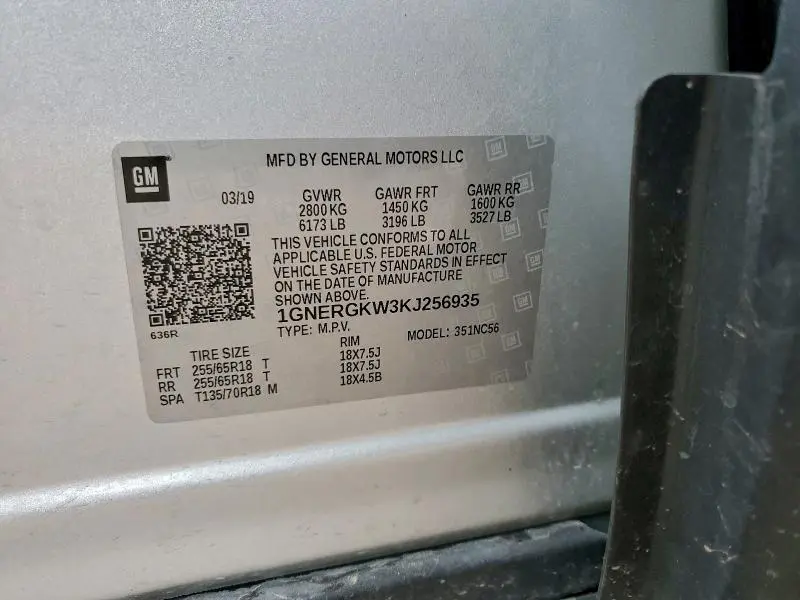 MFD BY GENERAL MOTORS LLC
GM
03/19
GVWR GAWR FRT GAWR RR
2800 KG 1450 KG 1600 KG
6173 LB 3196 LB 3527 LB
THIS VEHICLE CONFORMS TO ALL
APPLICABLE U.S. FEDERAL MOTOR
VEHICLE SAFETY STANDARDS IN EFFECT
ON THE DATE OF MANUFACTURE
SHOWN ABOVE.
1GNERGKW3KJ256935
636R
TYPE: M.P.V. MODEL: 351NC56
TIRE SIZE RIM
FRT 255/65R18 T 18X7.5J
RR 255/65R18 T 18X7.5J
SPA T135/70R18 M 18X4.5B